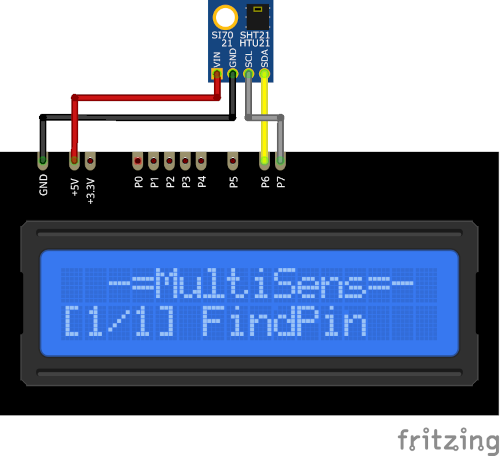 SI70 SHT21
21 HTU21
VIN GND SCL SDA
GND +5V +3.3V P0 P1 P2 P3 P4 P5 P6 P7
-=MultiSens=-
[1/1] FindPin
fritzing